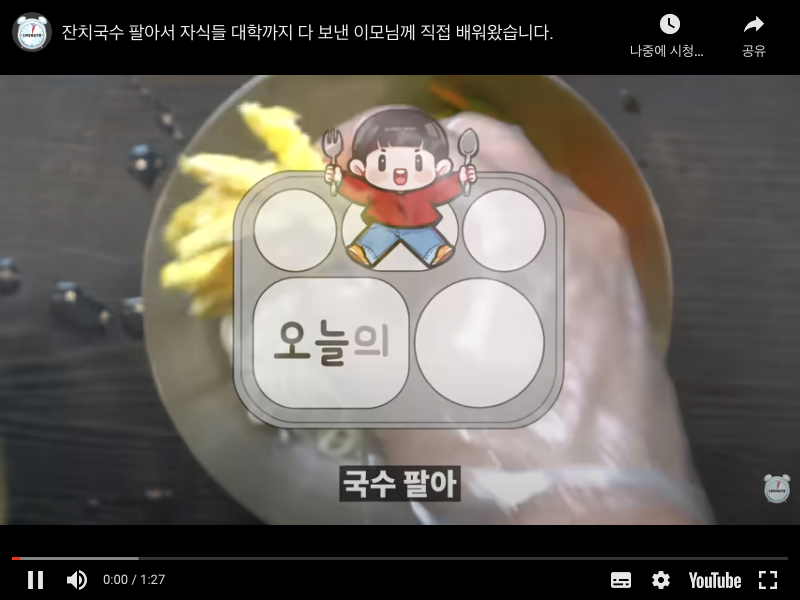 잔치국수 팔아서 자식들 대학까지 다 보낸 이모님께 직접 배워왔습니다.
나중에 시청...
공유
오늘의
국수 팔아
0:00 / 1:27
YouTube